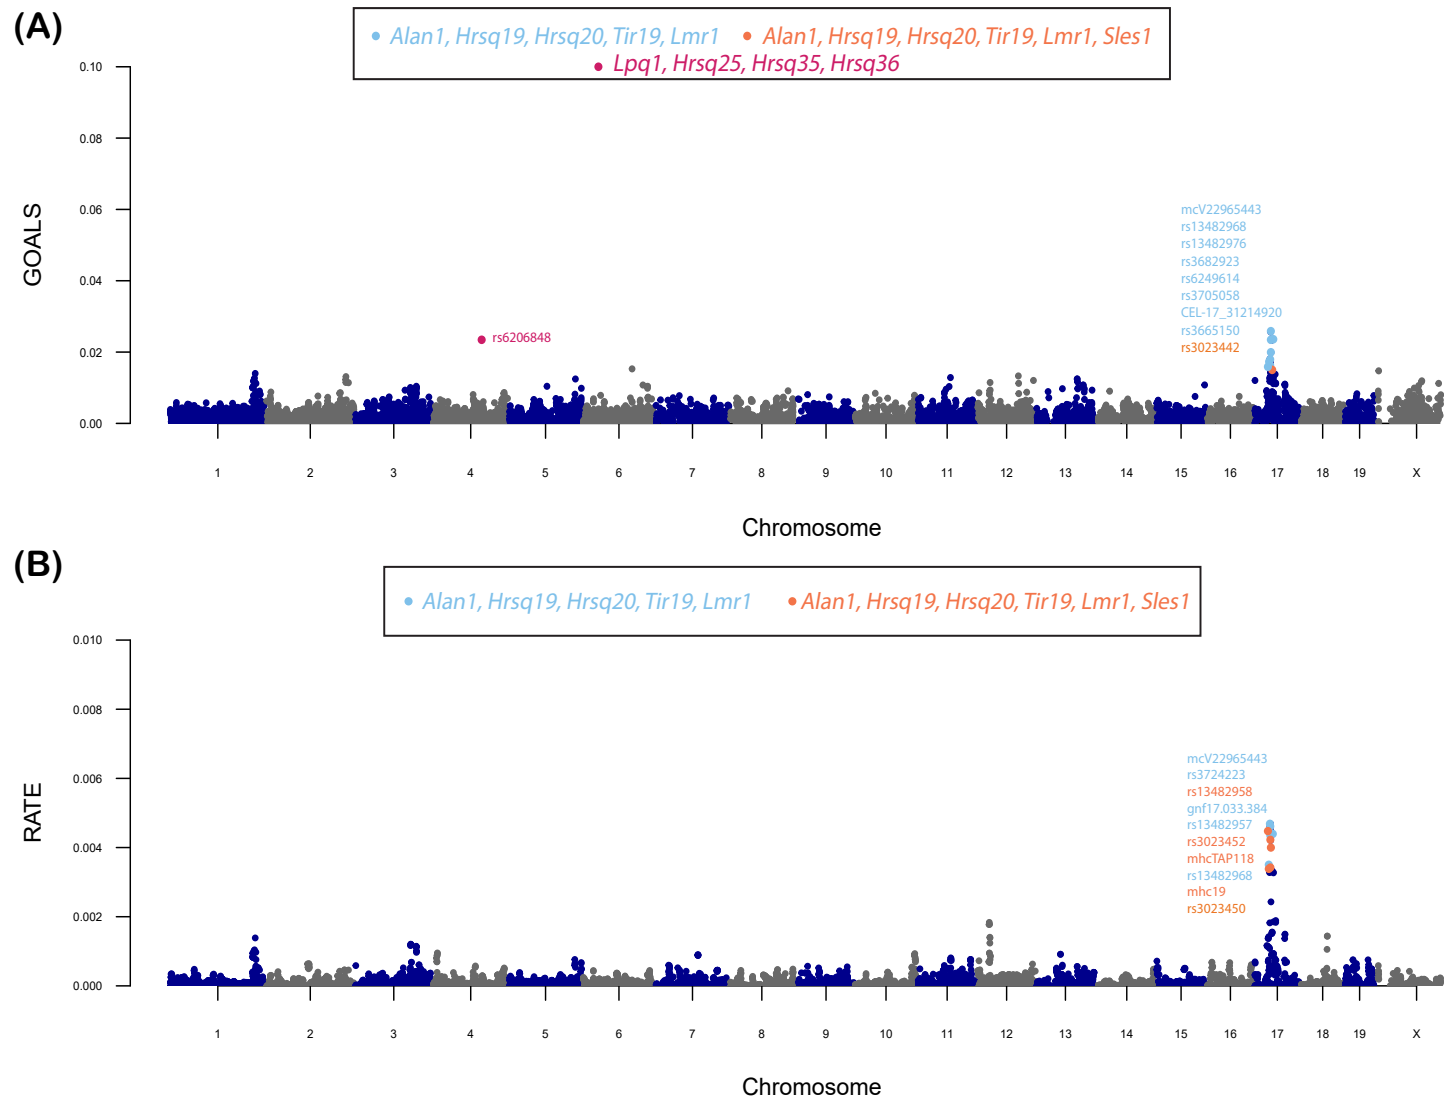 (A)
Alan1, Hrsq19, Hrsq20, Tir19, Lmr1 Alan1, Hrsq19, Hrsq20, Tir19, Lmr1, Sles1
Lpq1, Hrsq25, Hrsq35, Hrsq36
GOALS
0.10
0.08
0.06
0.04
0.02
0.00
mcV22965443
rs13482968
rs13482976
rs3682923
rs6249614
rs3705058
CEL-17_31214920
rs3665150
rs3023442
rs6206848
1 2 3 4 5 6 7 8 9 10 11 12 13 14 15 16 17 18 19 X
Chromosome
(B)
Alan1, Hrsq19, Hrsq20, Tir19, Lmr1 Alan1, Hrsq19, Hrsq20, Tir19, Lmr1, Sles1
RATE
0.010
0.008
0.006
0.004
0.002
0.000
mcV22965443
rs3724223
rs13482958
gnf17.033.384
rs13482957
rs3023452
mhcTAP118
rs13482968
mhc19
rs3023450
1 2 3 4 5 6 7 8 9 10 11 12 13 14 15 16 17 18 19 X
Chromosome